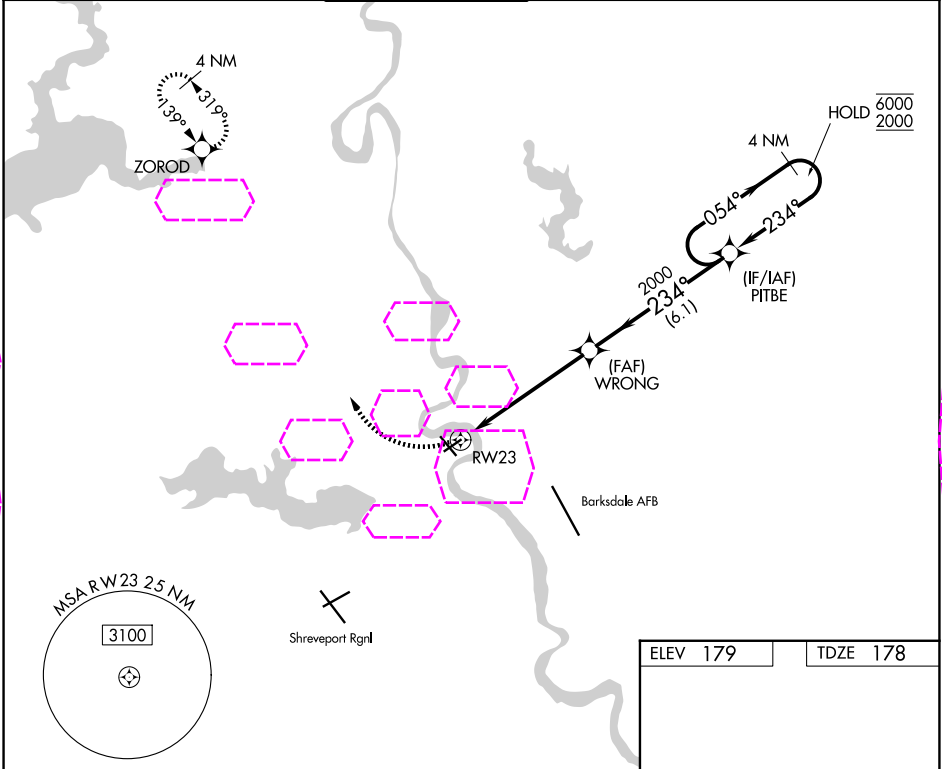 4 NM
319°
139°
ZOROD
HOLD 6000
2000
4 NM
054°
234°
(IF/IAF)
PITBE
2000
234°
(6.1)
(FAF)
WRONG
RW23
Barksdale AFB
MSA RW23 25 NM
3100
Shreveport Rgnl
ELEV 179
TDZE 178